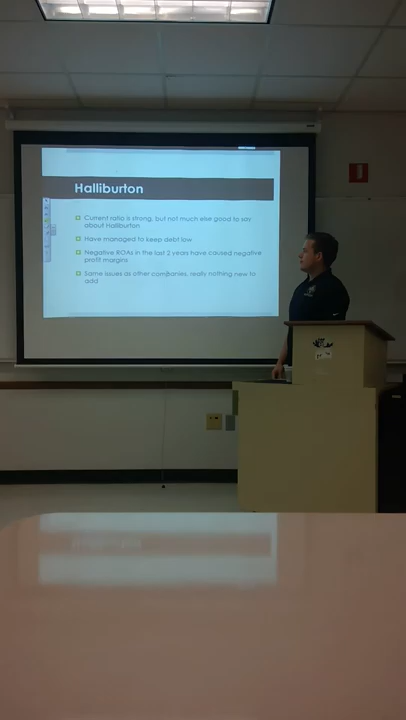 Halliburton
Current ratio is strong, but not much else good to say
about Halliburton
Have managed to keep debt low
Negative ROAs in the last 2 years have caused negative
profit margins
Same issues as other companies, really nothing new to
add